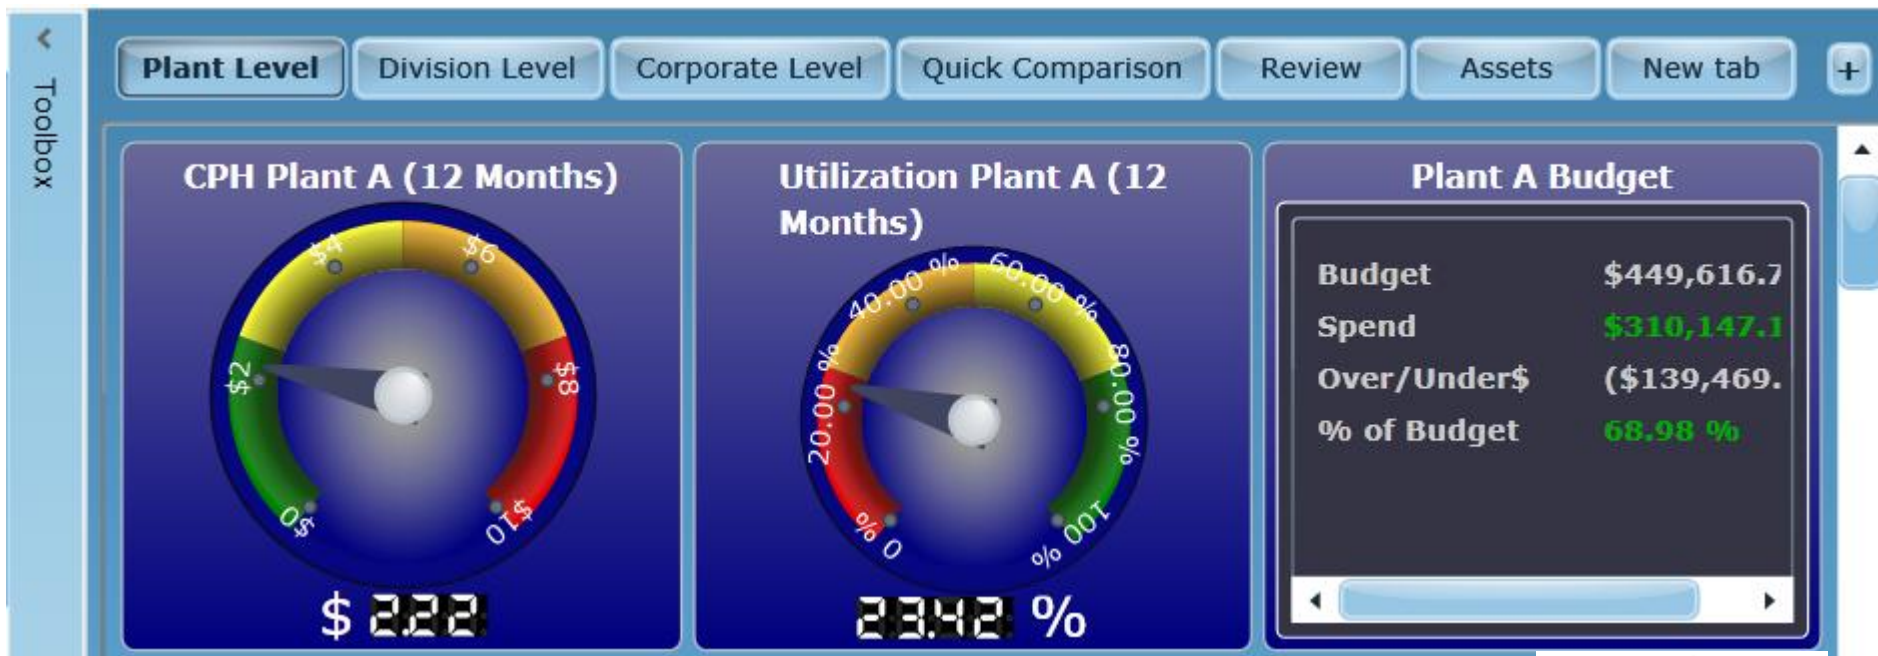 Toolbox
Plant Level
Division Level
Corporate Level
Quick Comparison
Review
Assets
New tab
+
CPH Plant A (12 Months)
$0
$2
$4
$6
$8
$10
$ 2.22
Utilization Plant A (12
Months)
0 %
20.00 %
40.00 %
60.00 %
80.00 %
100 %
23.42 %
Plant A Budget
Budget $449,616.7
Spend $310,147.1
Over/Under$ ($139,469.
% of Budget 68.98 %